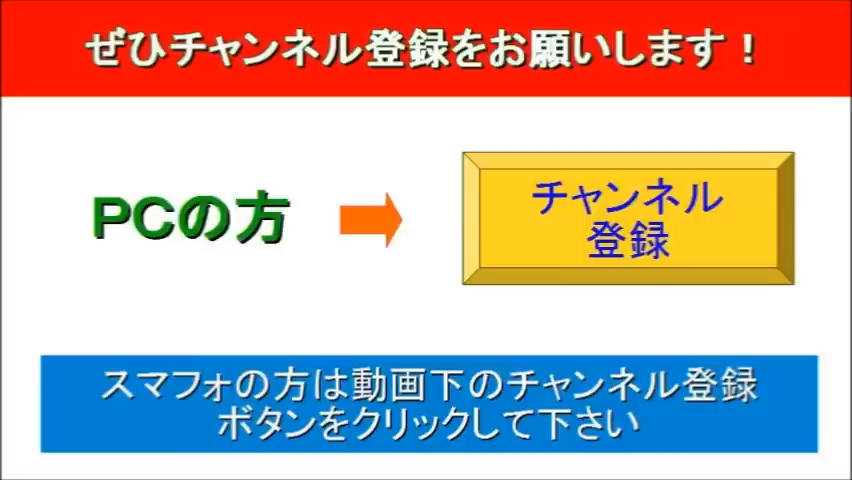 ぜひチャンネル登録をお願いします！
PCの方
チャンネル
登録
スマフォの方は動画下のチャンネル登録
ボタンをクリックして下さい